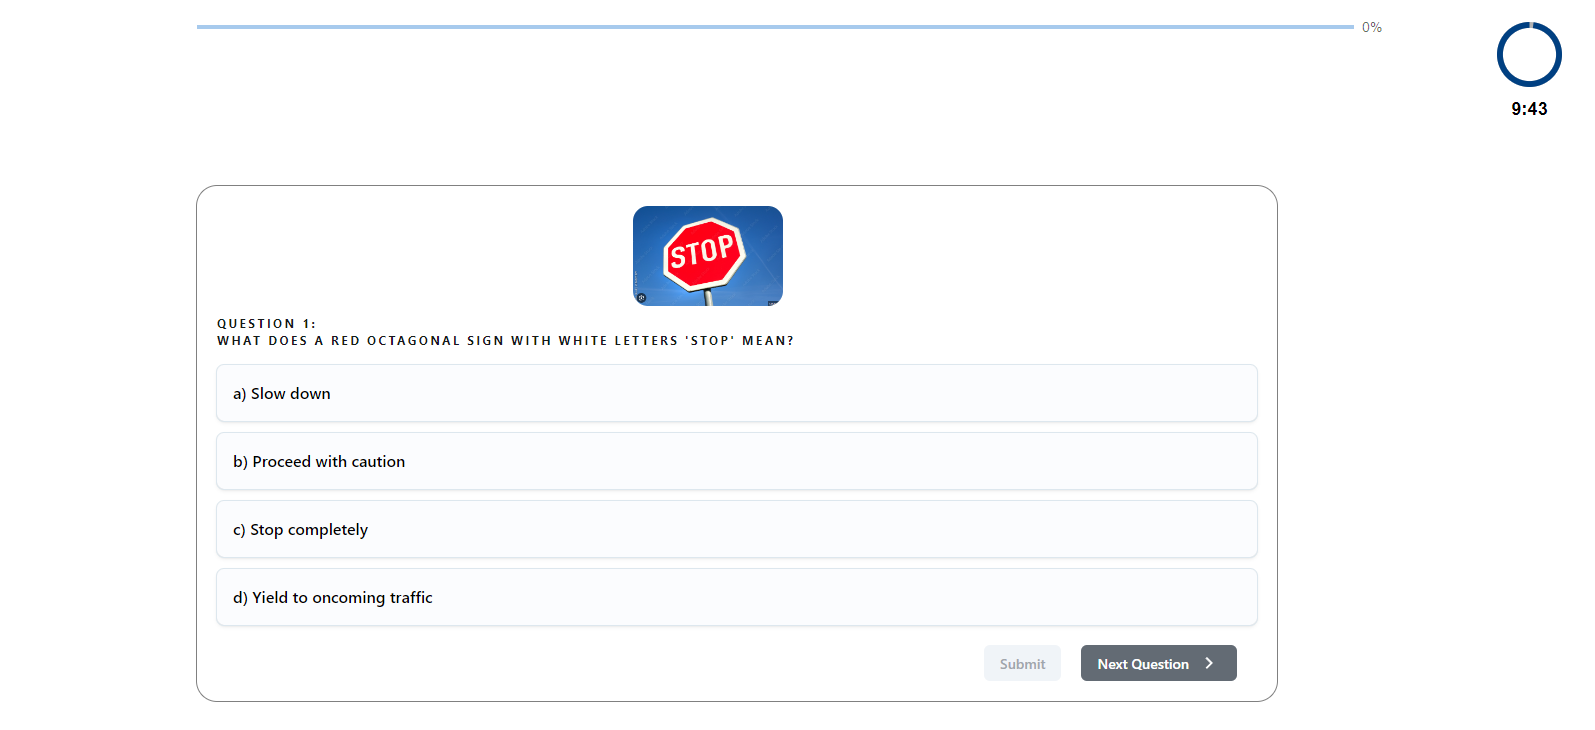 0%
9:43
STOP
QUESTION 1:
WHAT DOES A RED OCTAGONAL SIGN WITH WHITE LETTERS 'STOP' MEAN?
a) Slow down
b) Proceed with caution
c) Stop completely
d) Yield to oncoming traffic
Submit
Next Question